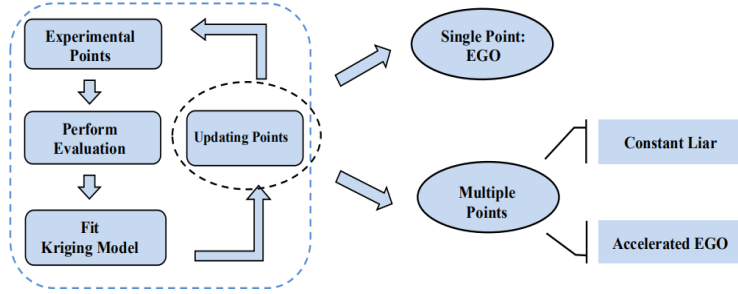 Experimental
Points
Perform
Evaluation
Fit
Kriging Model
Updating Points
Single Point:
EGO
Multiple
Points
Constant Liar
Accelerated EGO